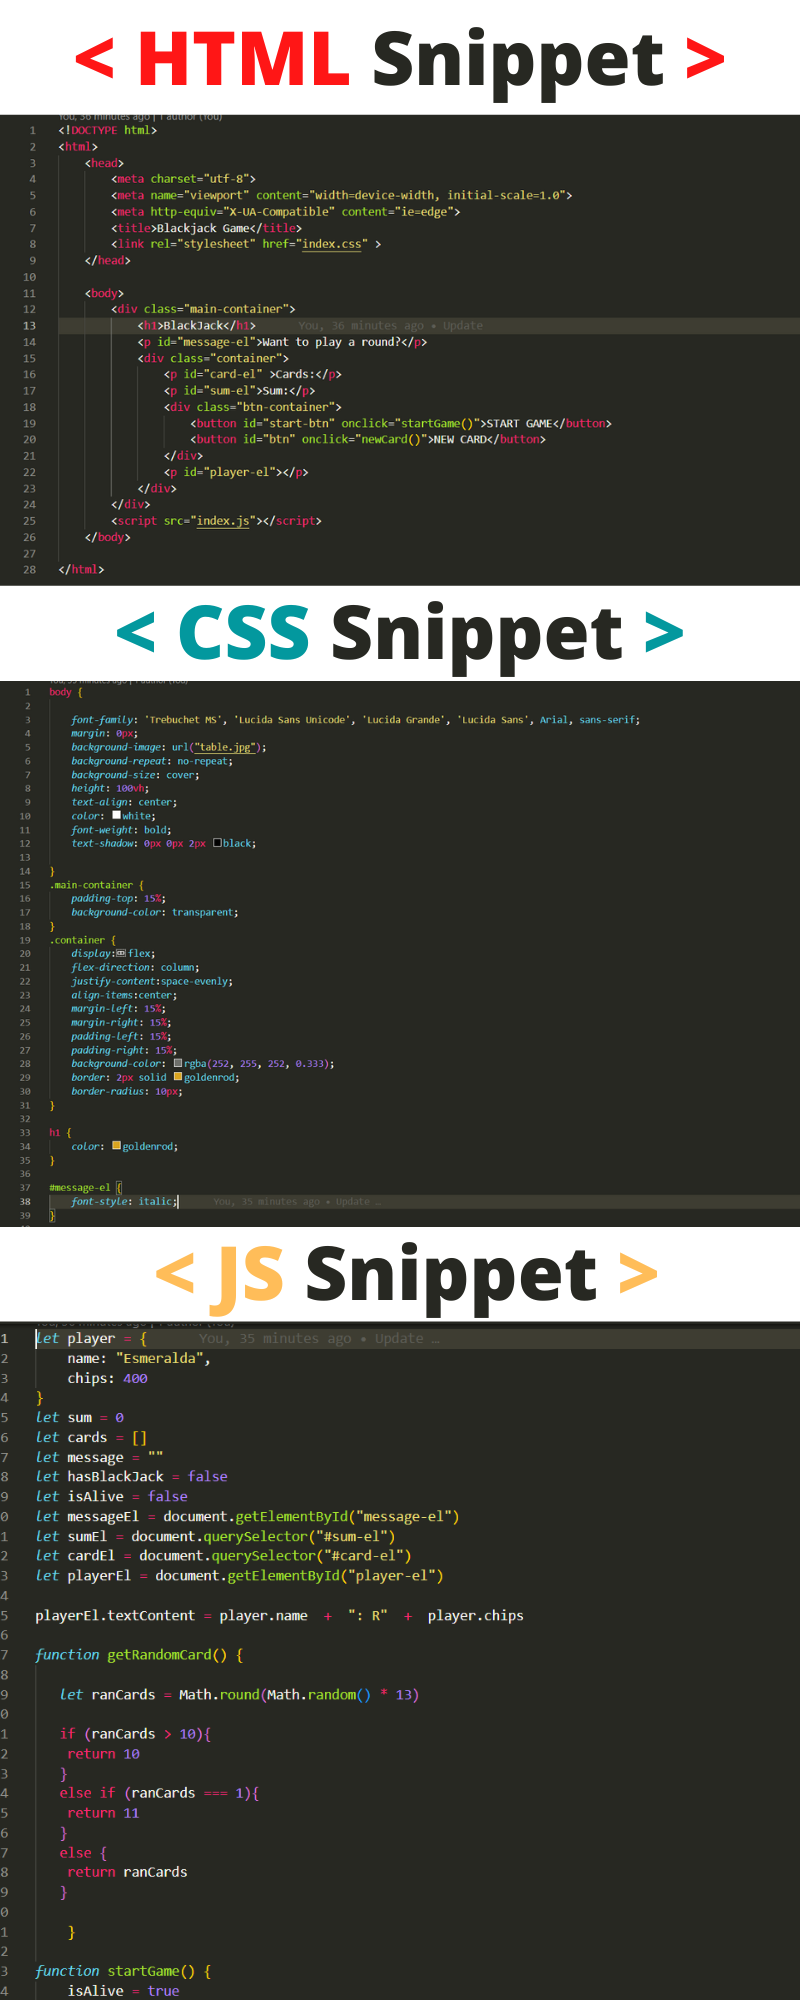 < HTML Snippet >
You, 36 minutes ago | 1 author (You)
1 <!DOCTYPE html>
2 <html>
3 <head>
4 <meta charset="utf-8">
5 <meta name="viewport" content="width=device-width, initial-scale=1.0">
6 <meta http-equiv="X-UA-Compatible" content="ie=edge">
7 <title>Blackjack Game</title>
8 <link rel="stylesheet" href="index.css" >
9 </head>
10
11 <body>
12 <div class="main-container">
13 <h1>BlackJack</h1> You, 36 minutes ago • Update
14 <p id="message-el">Want to play a round?</p>
15 <div class="container">
16 <p id="card-el" >Cards:</p>
17 <p id="sum-el">Sum:</p>
18 <div class="btn-container">
19 <button id="start-btn" onclick="startGame()">START GAME</button>
20 <button id="btn" onclick="newCard()">NEW CARD</button>
21 </div>
22 <p id="player-el"></p>
23 </div>
24 </div>
25 <script src="index.js"></script>
26 </body>
27
28 </html>
< CSS Snippet >
You, 35 minutes ago | 1 author (You)
1 body {
2
3 font-family: 'Trebuchet MS', 'Lucida Sans Unicode', 'Lucida Grande', 'Lucida Sans', Arial, sans-serif;
4 margin: 0px;
5 background-image: url("table.jpg");
6 background-repeat: no-repeat;
7 background-size: cover;
8 height: 100vh;
9 text-align: center;
10 color: white;
11 font-weight: bold;
12 text-shadow: 0px 0px 2px black;
13
14 }
15 .main-container {
16 padding-top: 15%;
17 background-color: transparent;
18 }
19 .container {
20 display: flex;
21 flex-direction: column;
22 justify-content:space-evenly;
23 align-items:center;
24 margin-left: 15%;
25 margin-right: 15%;
26 padding-left: 15%;
27 padding-right: 15%;
28 background-color: rgba(252, 255, 252, 0.333);
29 border: 2px solid goldenrod;
30 border-radius: 10px;
31 }
32
33 h1 {
34 color: goldenrod;
35 }
36
37 #message-el {
38 font-style: italic; You, 35 minutes ago • Update …
39 }
< JS Snippet >
1 let player = { You, 35 minutes ago • Update …
2 name: "Esmeralda",
3 chips: 400
4 }
5 let sum = 0
6 let cards = []
7 let message = ""
8 let hasBlackJack = false
9 let isAlive = false
0 let messageEl = document.getElementById("message-el")
1 let sumEl = document.querySelector("#sum-el")
2 let cardEl = document.querySelector("#card-el")
3 let playerEl = document.getElementById("player-el")
4
5 playerEl.textContent = player.name + ": R" + player.chips
6
7 function getRandomCard() {
8
9 let ranCards = Math.round(Math.random() * 13)
0
1 if (ranCards > 10){
2 return 10
3 }
4 else if (ranCards === 1){
5 return 11
6 }
7 else {
8 return ranCards
9 }
0
1 }
2
3 function startGame() {
4 isAlive = true